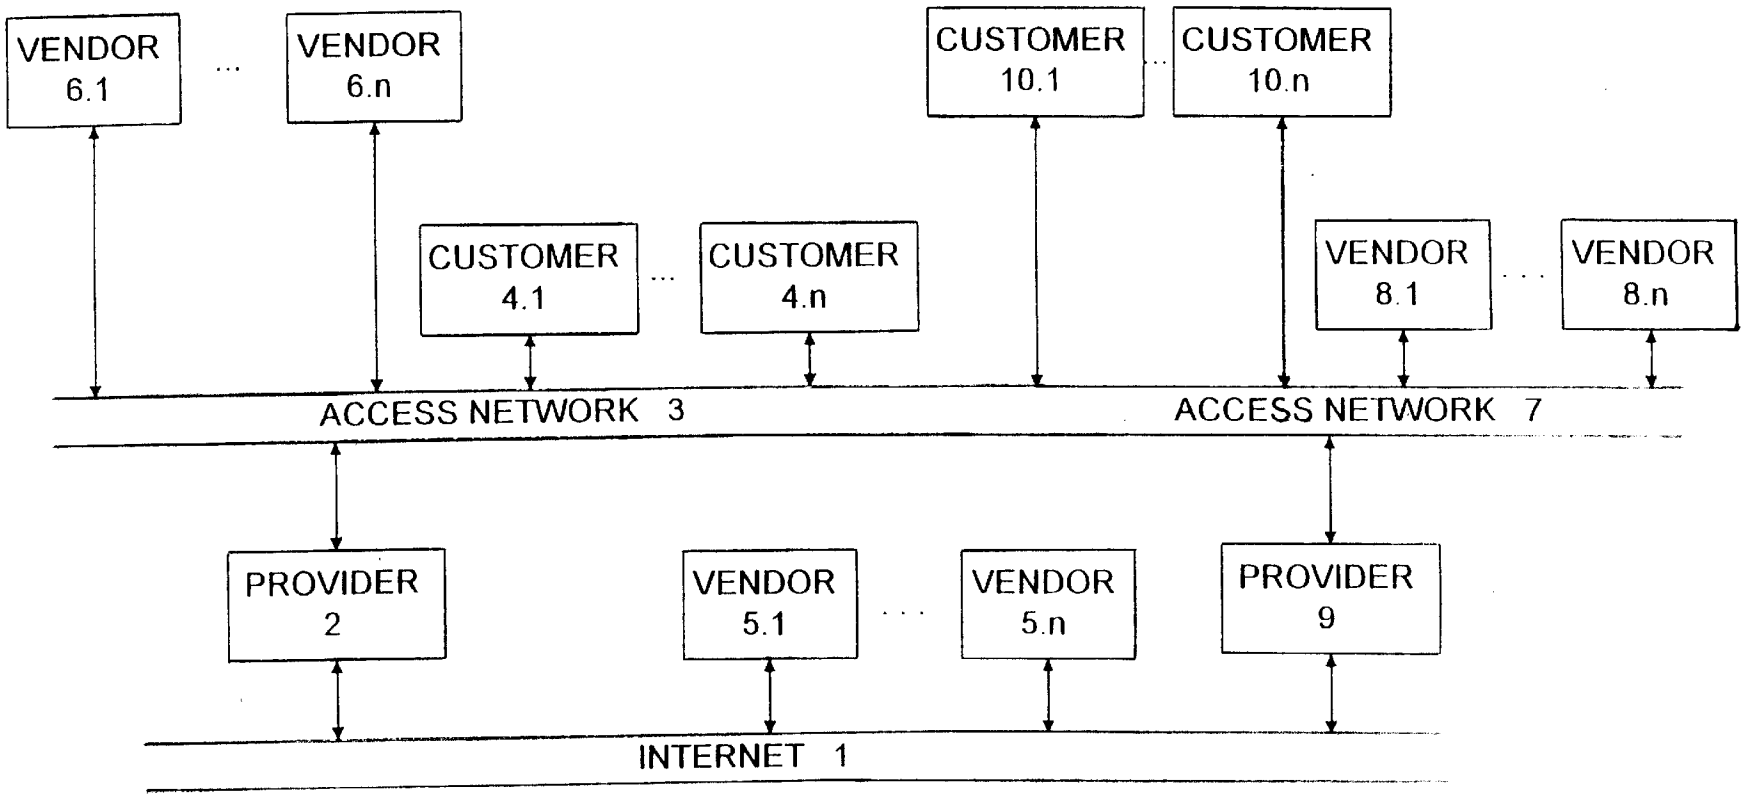 VENDOR
6.1
...
VENDOR
6.n
CUSTOMER
10.1
...
CUSTOMER
10.n
CUSTOMER
4.1
...
CUSTOMER
4.n
VENDOR
8.1
. . .
VENDOR
8.n
ACCESS NETWORK 3
ACCESS NETWORK 7
PROVIDER
2
VENDOR
5.1
. . .
VENDOR
5.n
PROVIDER
9
INTERNET 1